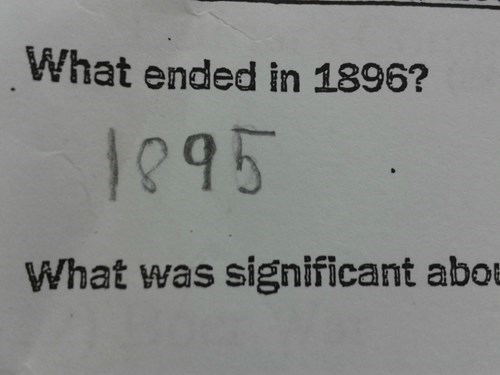 What ended in 1896?
1895
What was significant abou